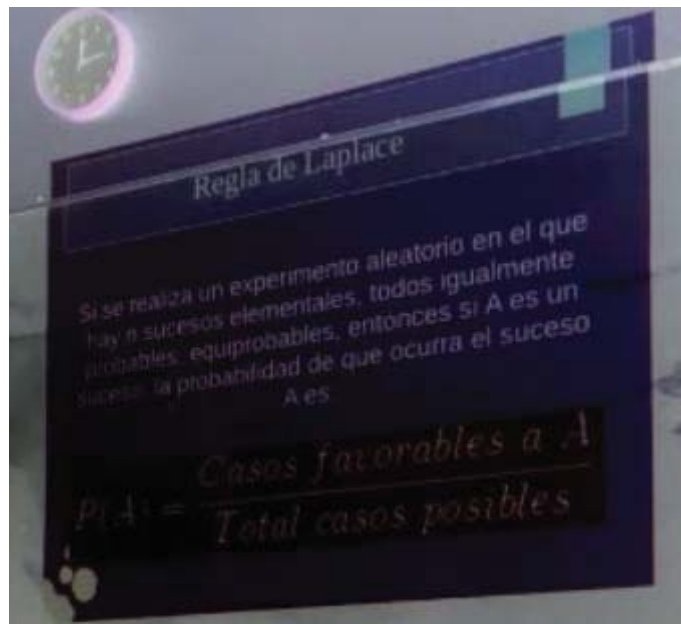 Regla de Laplace
Si se realiza un experimento aleatorio en el que
hay n sucesos elementales, todos igualmente
probables, equiprobables, entonces si A es un
suceso, la probabilidad de que ocurra el suceso
A es
P(A) = Casos favorables a A / Total casos posibles